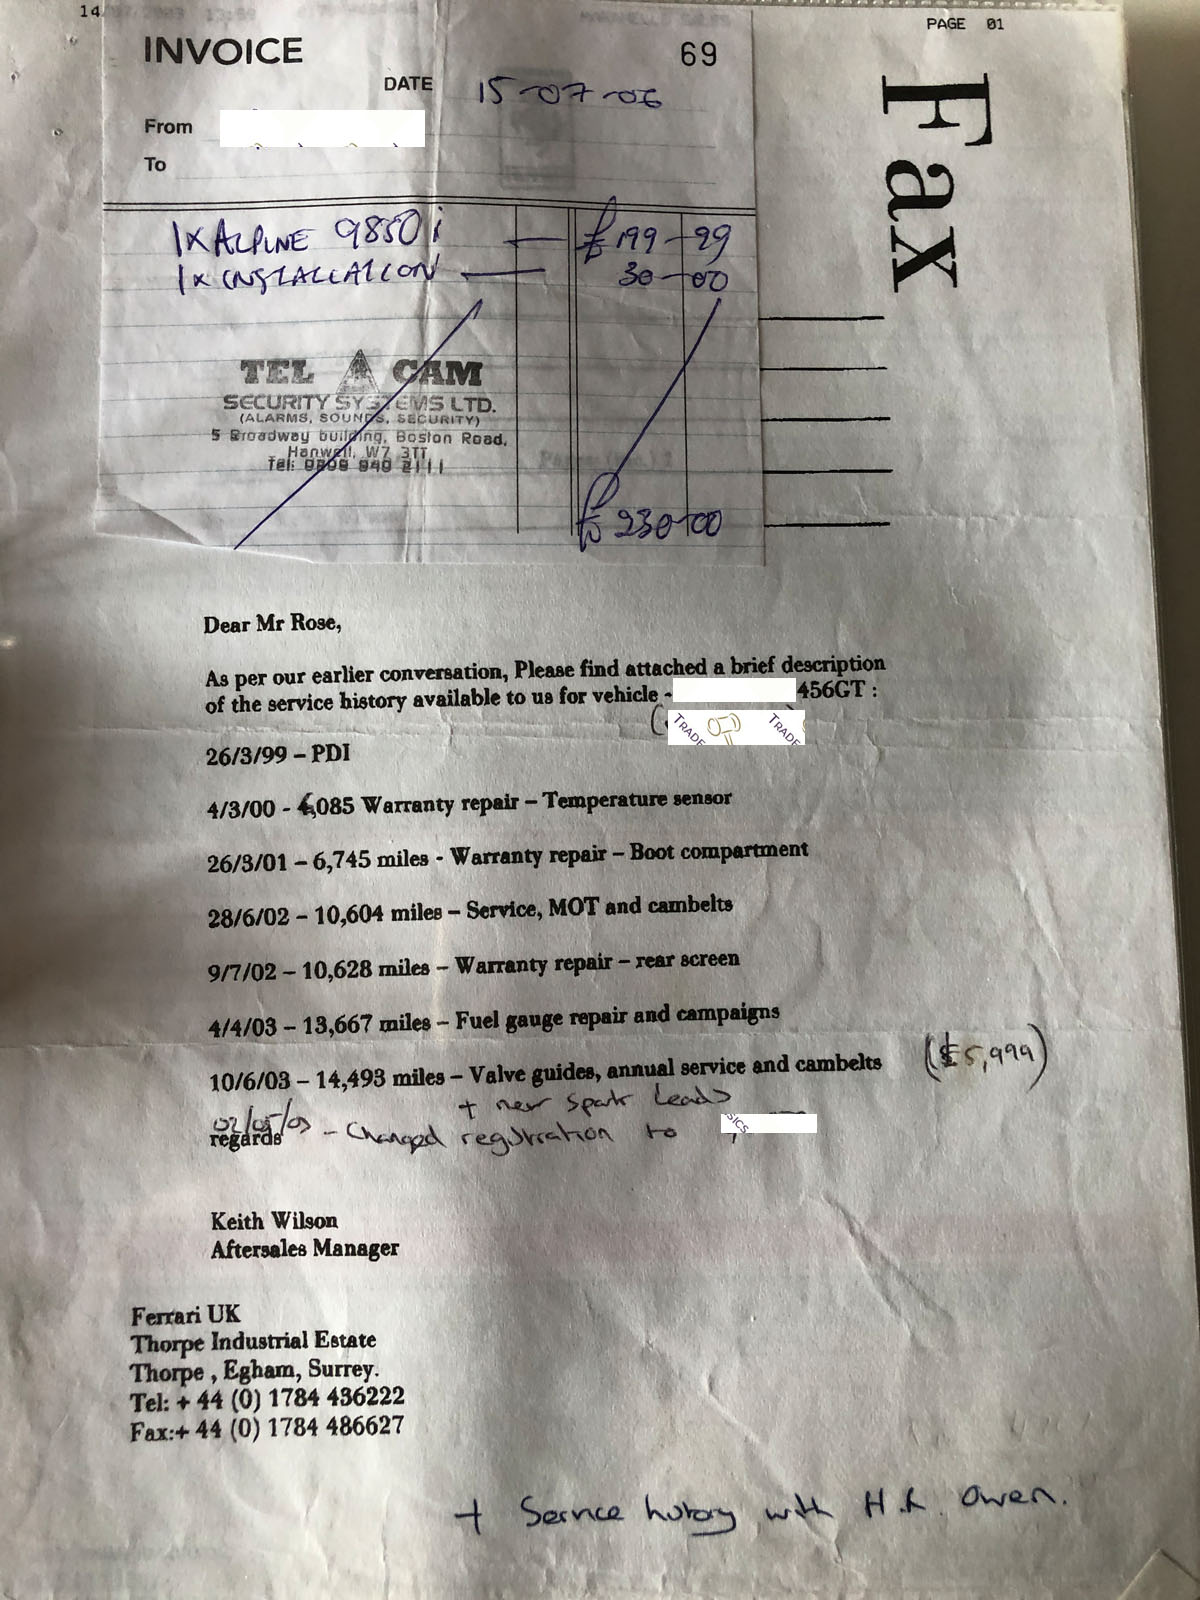 PAGE 01
INVOICE
69
DATE 15-07-06
From
To
Fax
1x ALPINE 9850i — £199-99
1x INSTALLATION — 30-00
TEL CAM
SECURITY SYSTEMS LTD.
(ALARMS, SOUNDS, SECURITY)
5 Broadway building, Boston Road,
Hanwell, W7 3TT
Tel: 0208 840 2111
£230-00
Dear Mr Rose,
As per our earlier conversation, Please find attached a brief description
of the service history available to us for vehicle - 456GT :
TRADE TRADE
26/3/99 – PDI
4/3/00 - 6,085 Warranty repair – Temperature sensor
26/3/01 – 6,745 miles - Warranty repair – Boot compartment
28/6/02 – 10,604 miles – Service, MOT and cambelts
9/7/02 – 10,628 miles – Warranty repair – rear screen
4/4/03 – 13,667 miles – Fuel gauge repair and campaigns
10/6/03 – 14,493 miles – Valve guides, annual service and cambelts (£5,999)
+ new spark leads
02/05/03 – Changed registration to
regards
Keith Wilson
Aftersales Manager
Ferrari UK
Thorpe Industrial Estate
Thorpe , Egham, Surrey.
Tel: + 44 (0) 1784 436222
Fax:+ 44 (0) 1784 486627
+ Service history with H.R. Owen.